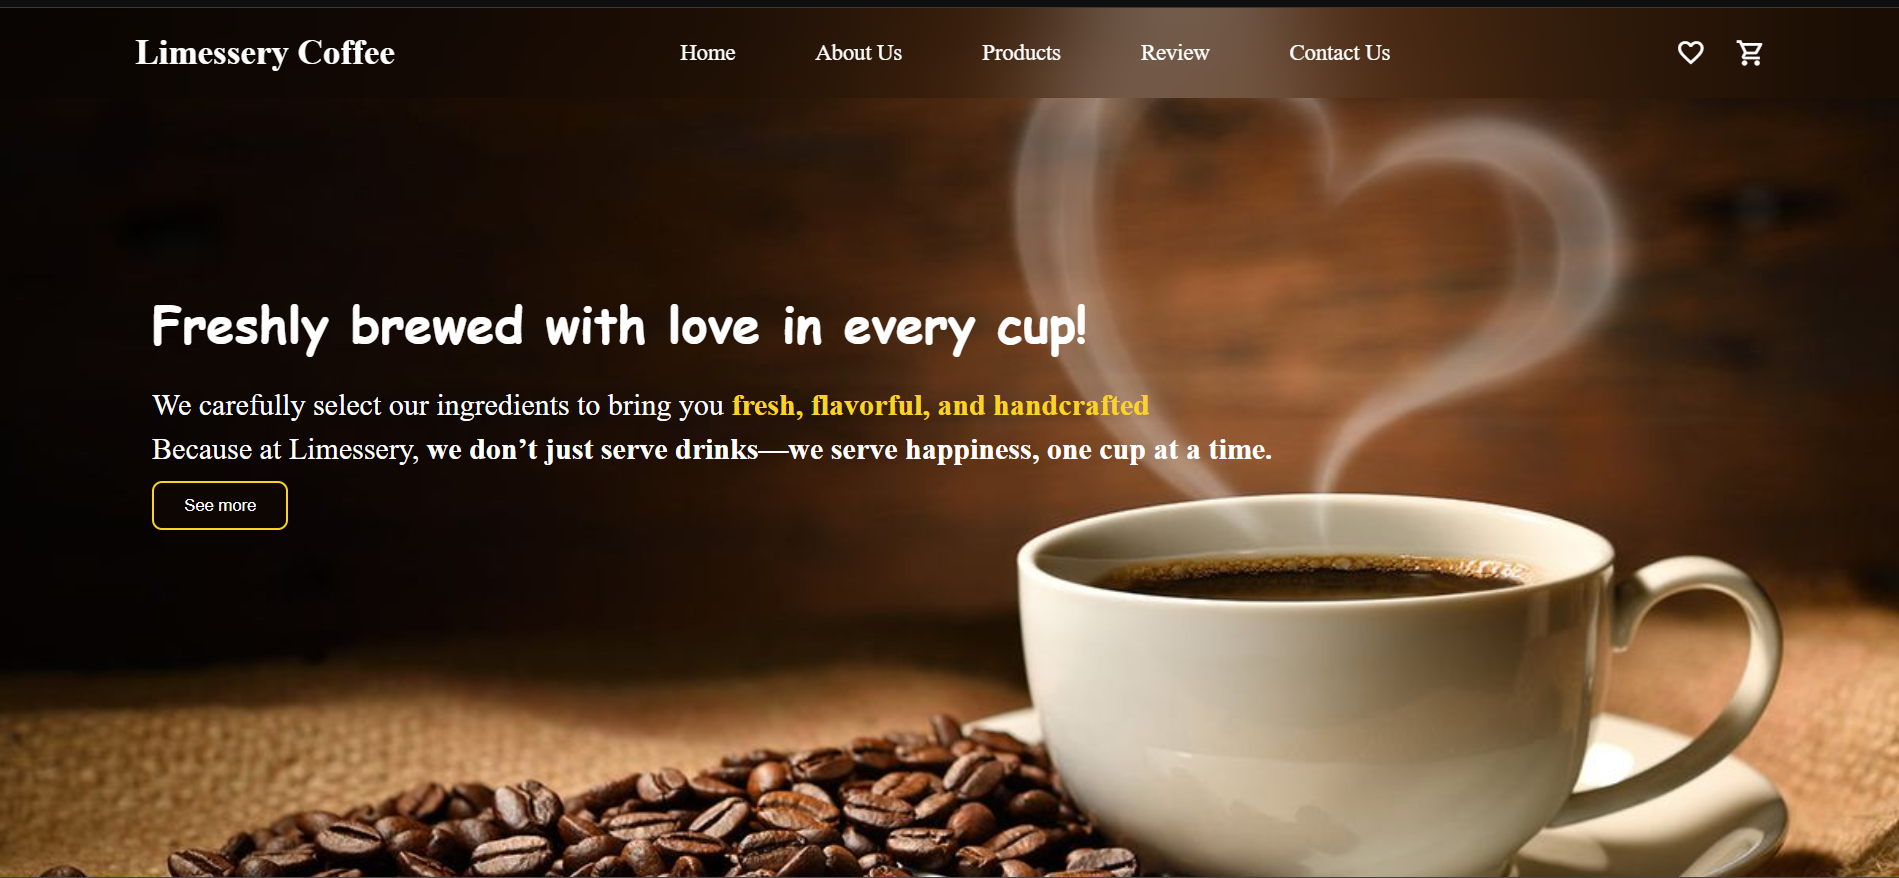 Limessery Coffee
Home
About Us
Products
Review
Contact Us
Freshly brewed with love in every cup!
We carefully select our ingredients to bring you fresh, flavorful, and handcrafted
Because at Limessery, we don’t just serve drinks—we serve happiness, one cup at a time.
See more